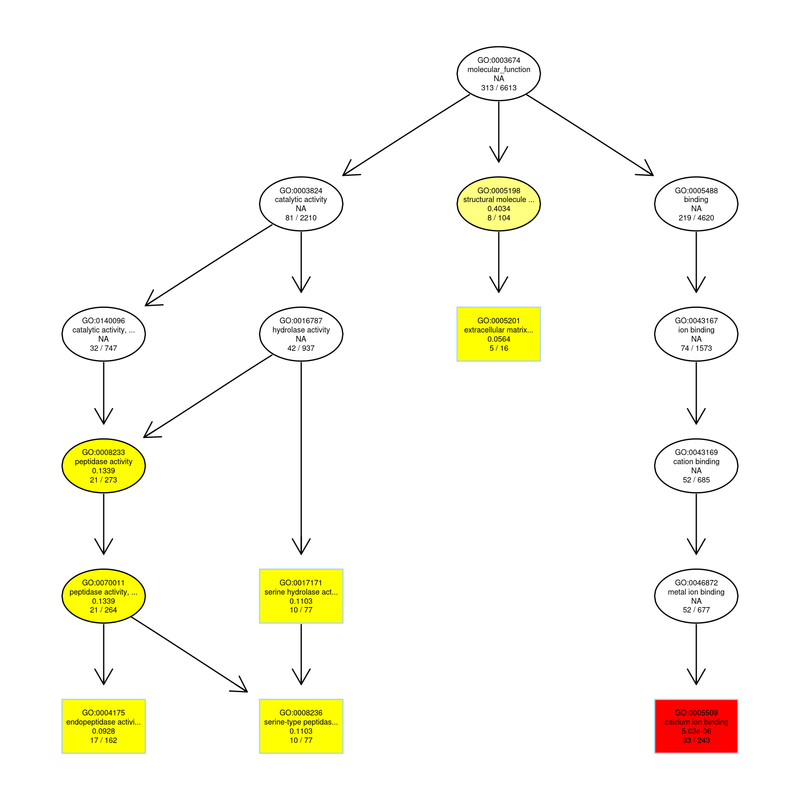 GO:0003674
molecular_function
NA
313 / 6613
GO:0003824
catalytic activity
NA
81 / 2210
GO:0005198
structural molecule ...
0.4034
8 / 104
GO:0005488
binding
NA
219 / 4620
GO:0140096
catalytic activity, ...
NA
32 / 747
GO:0016787
hydrolase activity
NA
42 / 937
GO:0005201
extracellular matrix...
0.0564
5 / 16
GO:0043167
ion binding
NA
74 / 1573
GO:0008233
peptidase activity
0.1339
21 / 273
GO:0043169
cation binding
NA
52 / 685
GO:0070011
peptidase activity, ...
0.1339
21 / 264
GO:0017171
serine hydrolase act...
0.1103
10 / 77
GO:0046872
metal ion binding
NA
52 / 677
GO:0004175
endopeptidase activi...
0.0928
17 / 162
GO:0008236
serine-type peptidas...
0.1103
10 / 77
GO:0005509
calcium ion binding
5.03e-06
33 / 243